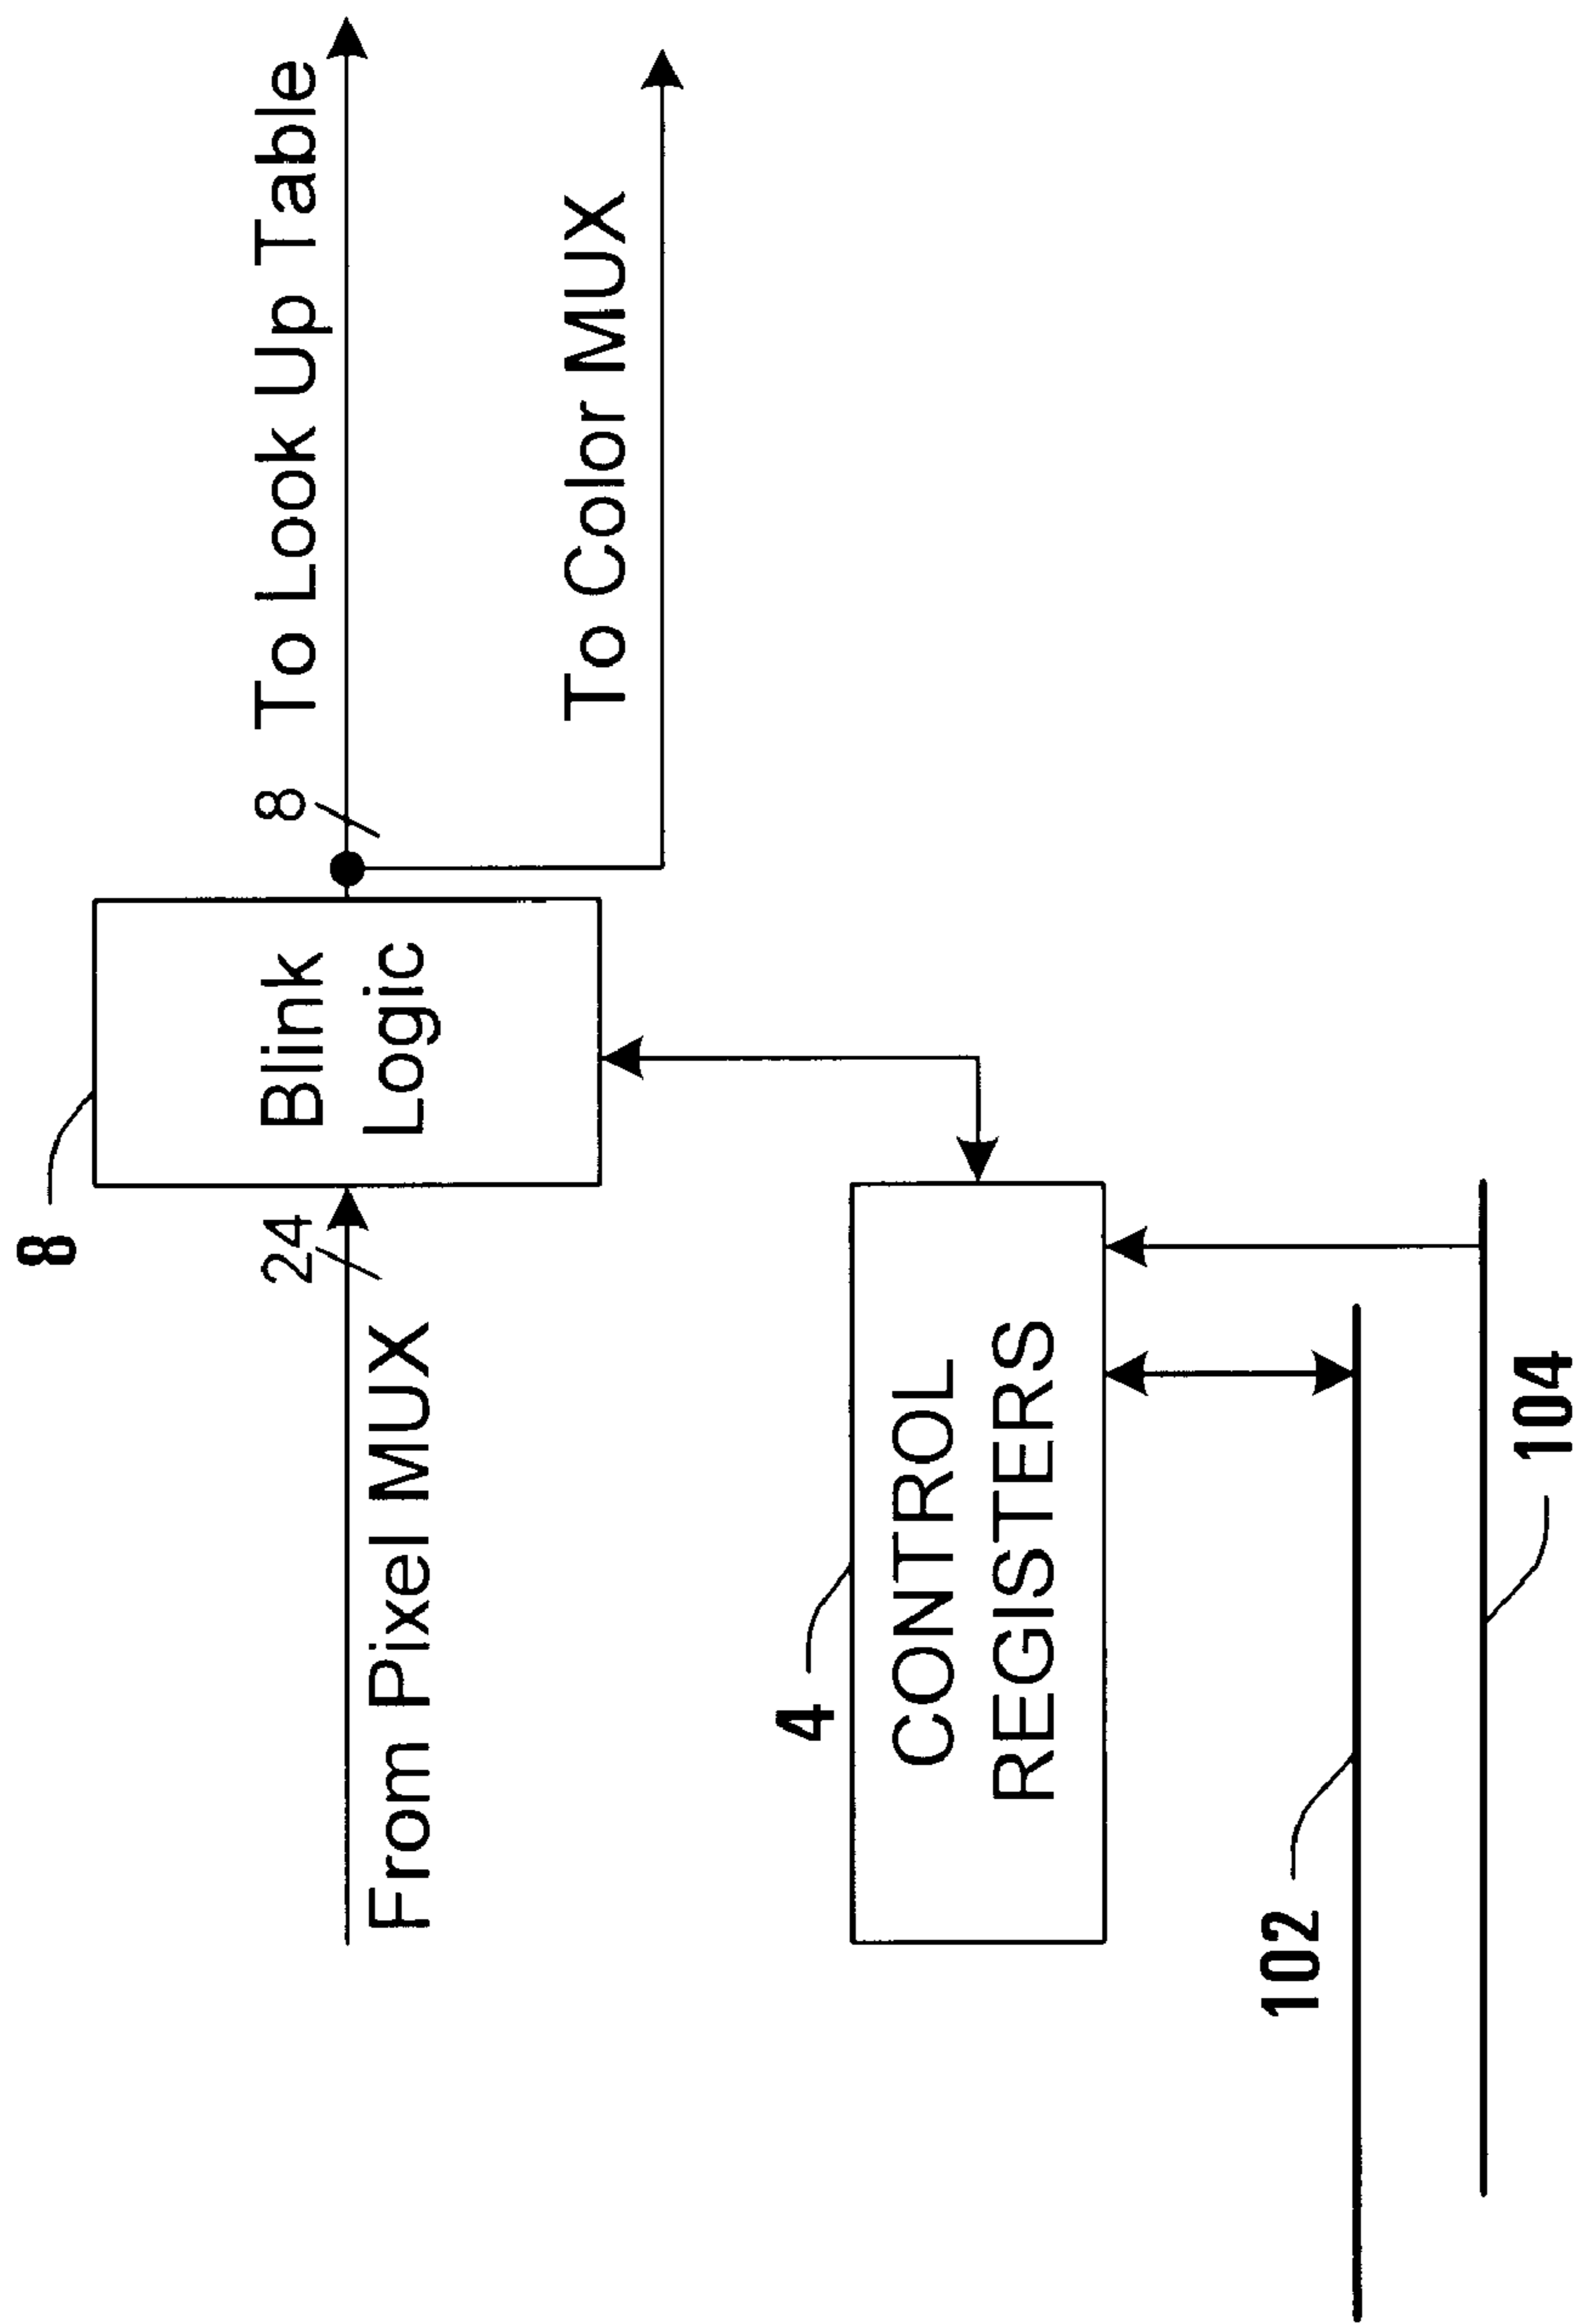 8
Blink
Logic
24
From Pixel MUX
8
To Look Up Table
To Color MUX
4
CONTROL
REGISTERS
102
104